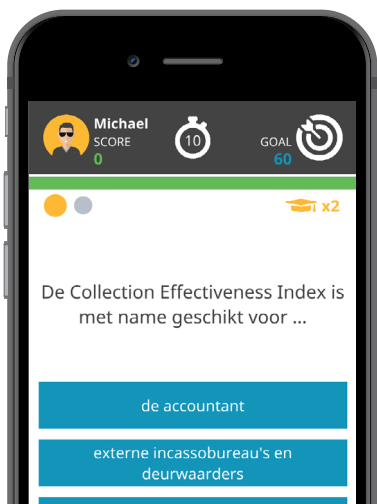 Michael
SCORE
0
10
GOAL
60
x2
De Collection Effectiveness Index is
met name geschikt voor ...
de accountant
externe incassobureau's en
deurwaarders